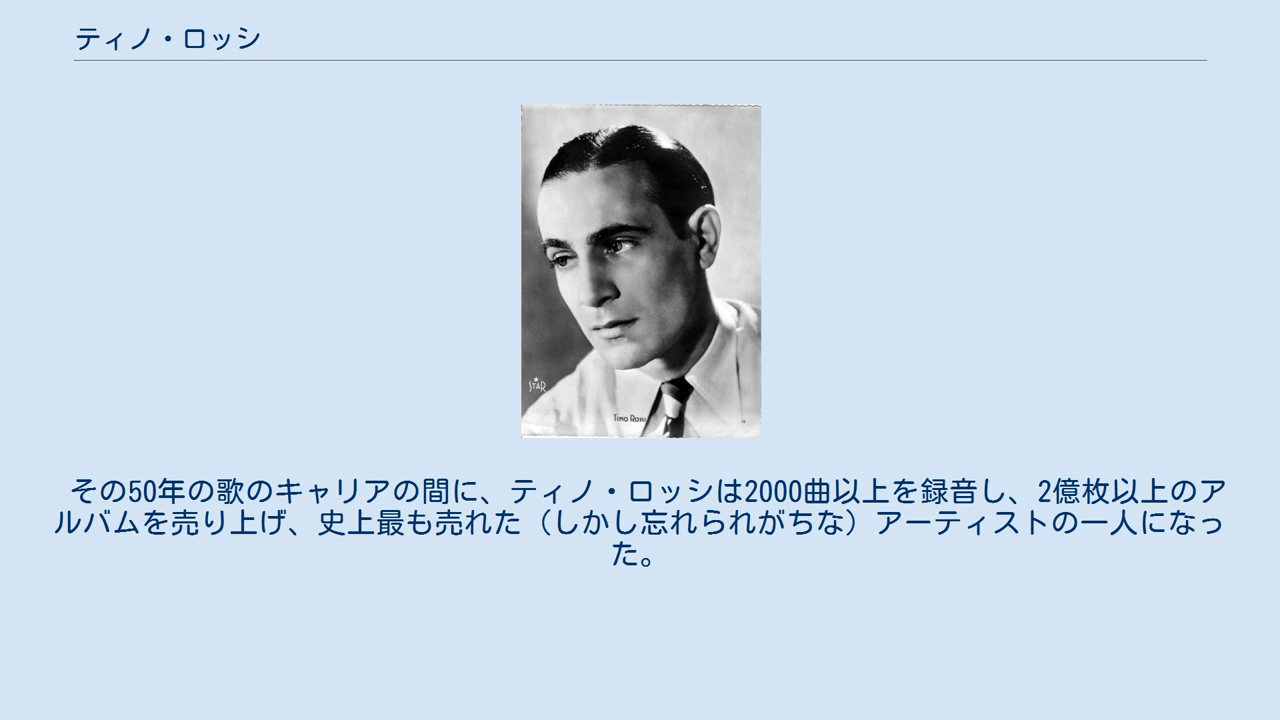 ティノ・ロッシ
STAR
Tino Rossi
その50年の歌のキャリアの間に、ティノ・ロッシは2000曲以上を録音し、2億枚以上のア
ルバムを売り上げ、史上最も売れた（しかし忘れられがちな）アーティストの一人になっ
た。